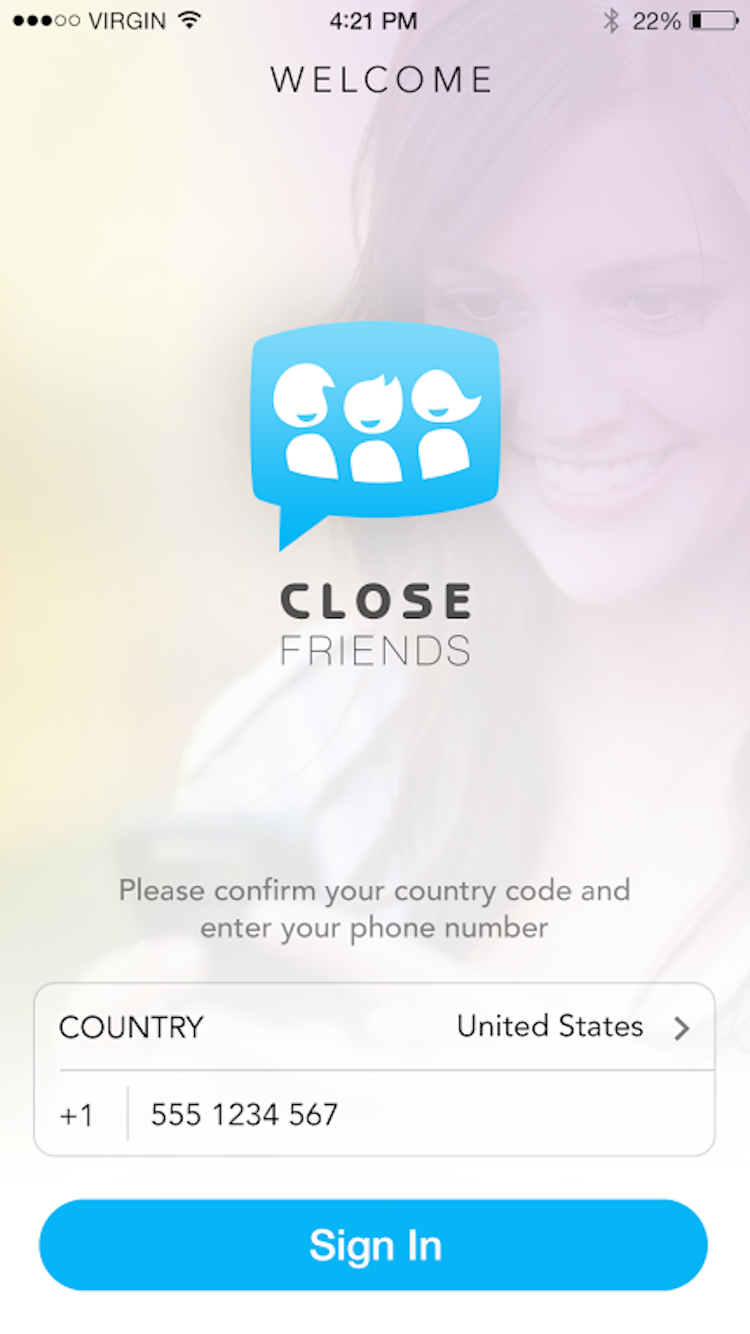 VIRGIN 4:21 PM 22%
WELCOME
CLOSE
FRIENDS
Please confirm your country code and
enter your phone number
COUNTRY United States
+1 555 1234 567
Sign In